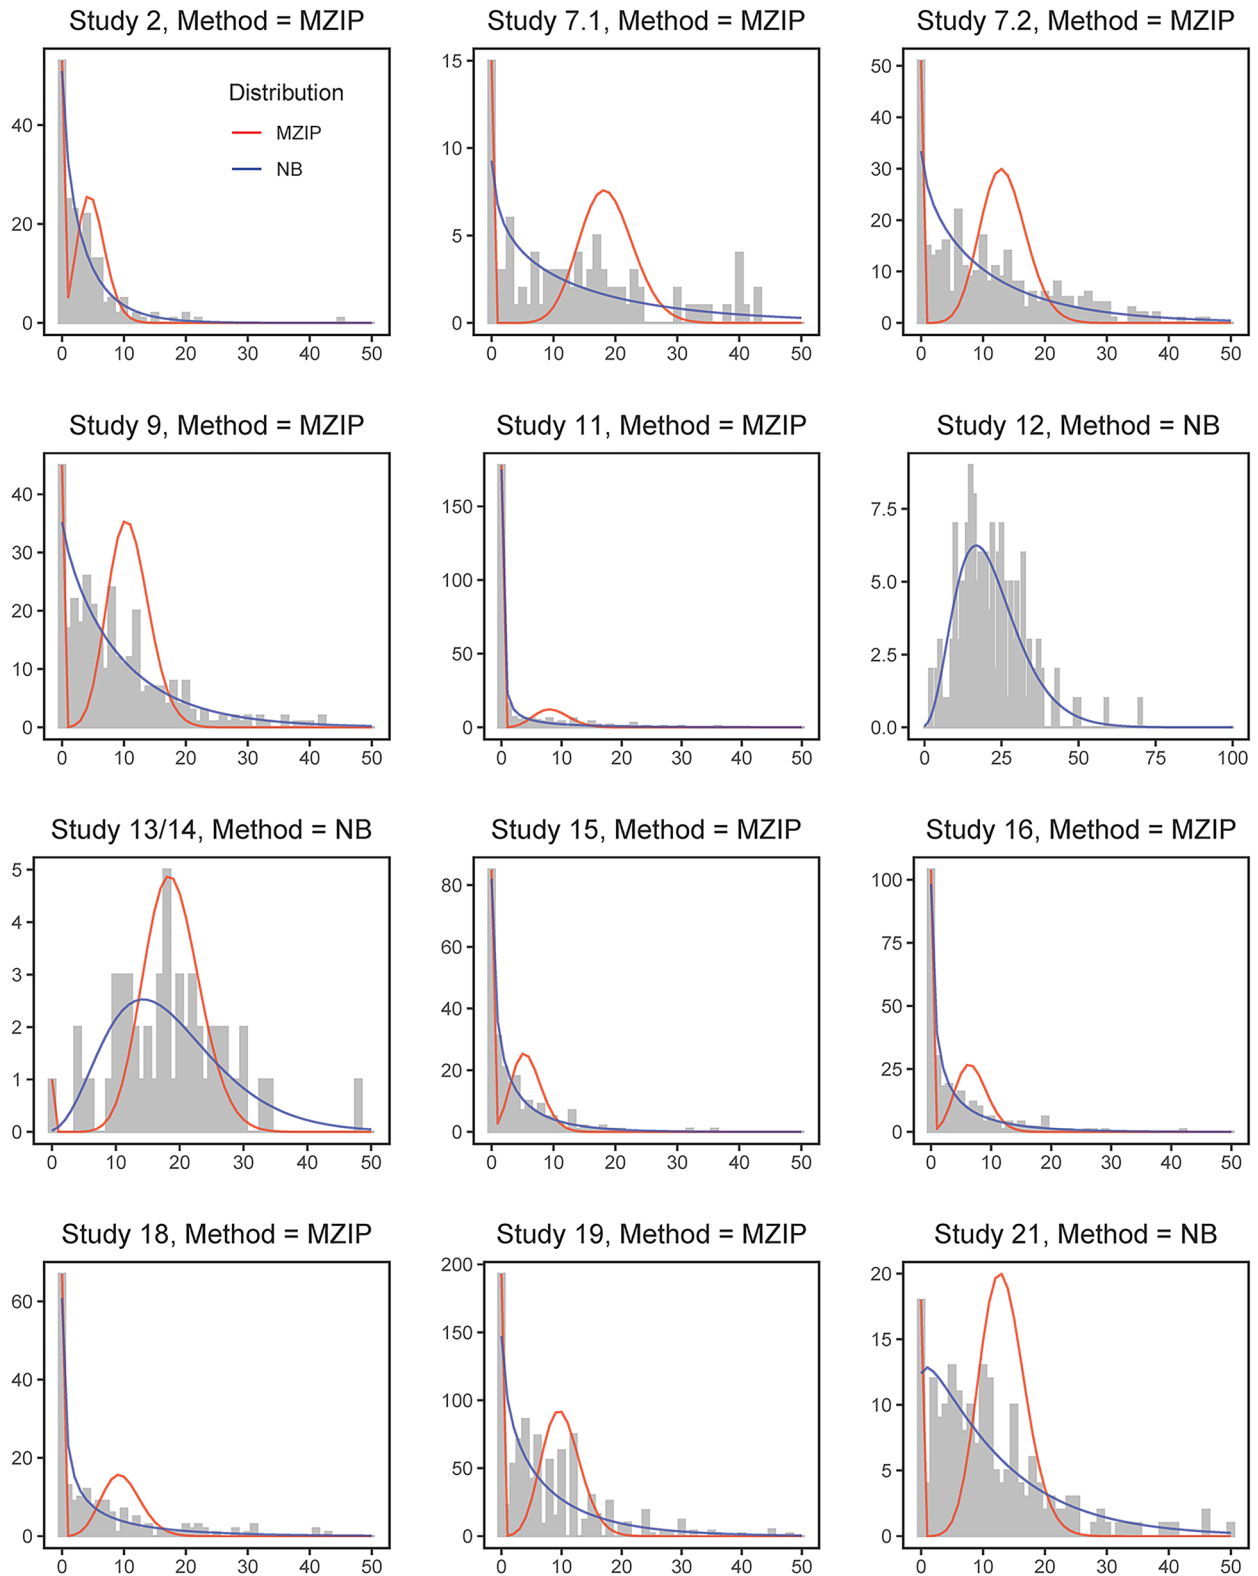 Study 2, Method = MZIP
Study 7.1, Method = MZIP
Study 7.2, Method = MZIP
Distribution
MZIP
NB
40
20
0
0 10 20 30 40 50
15
10
5
0
0 10 20 30 40 50
50
40
30
20
10
0
0 10 20 30 40 50
Study 9, Method = MZIP
Study 11, Method = MZIP
Study 12, Method = NB
40
30
20
10
0
0 10 20 30 40 50
150
100
50
0
0 10 20 30 40 50
7.5
5.0
2.5
0.0
0 25 50 75 100
Study 13/14, Method = NB
Study 15, Method = MZIP
Study 16, Method = MZIP
5
4
3
2
1
0
0 10 20 30 40 50
80
60
40
20
0
0 10 20 30 40 50
100
75
50
25
0
0 10 20 30 40 50
Study 18, Method = MZIP
Study 19, Method = MZIP
Study 21, Method = NB
60
40
20
0
0 10 20 30 40 50
200
150
100
50
0
0 10 20 30 40 50
20
15
10
5
0
0 10 20 30 40 50